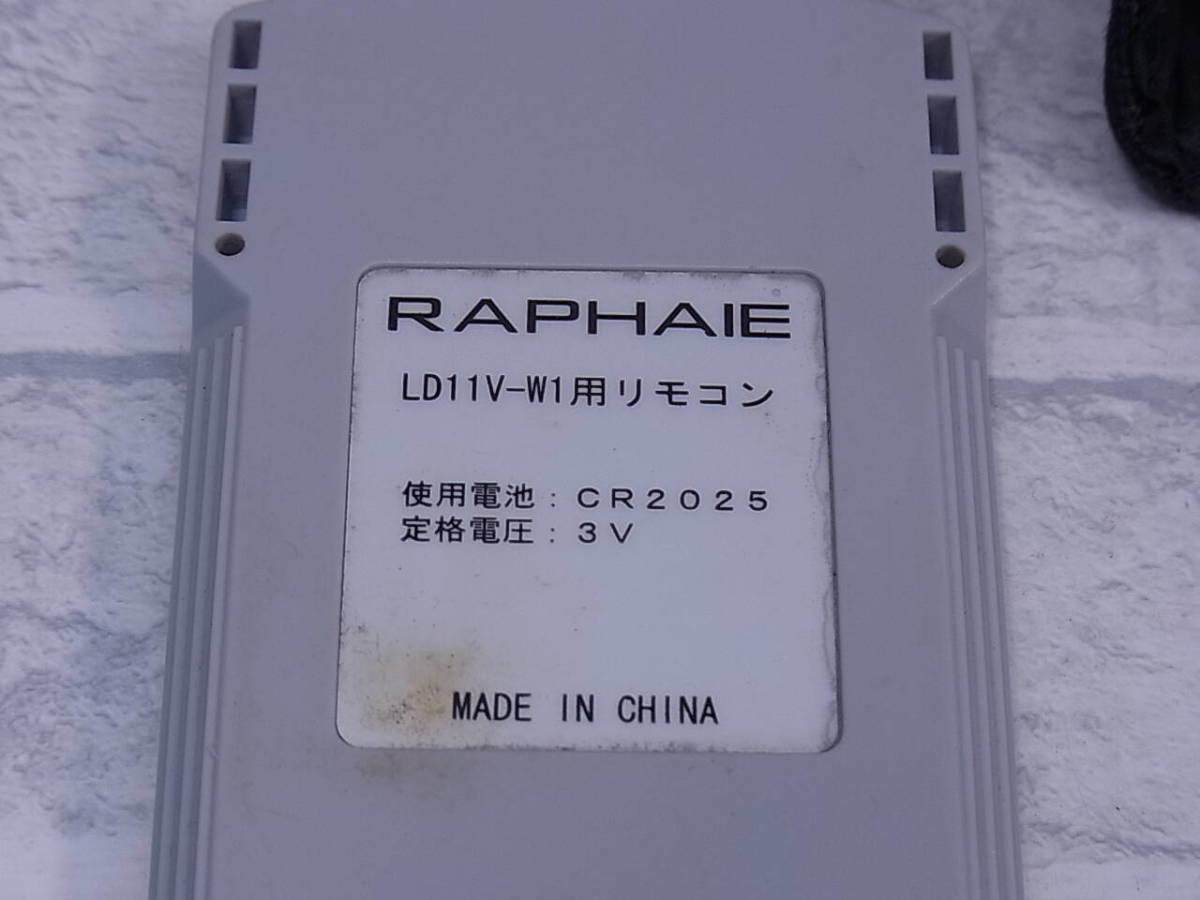 RAPHAIE
LD11V-W1用リモコン
使用電池：ＣＲ２０２５
定格電圧：３Ｖ
MADE IN CHINA